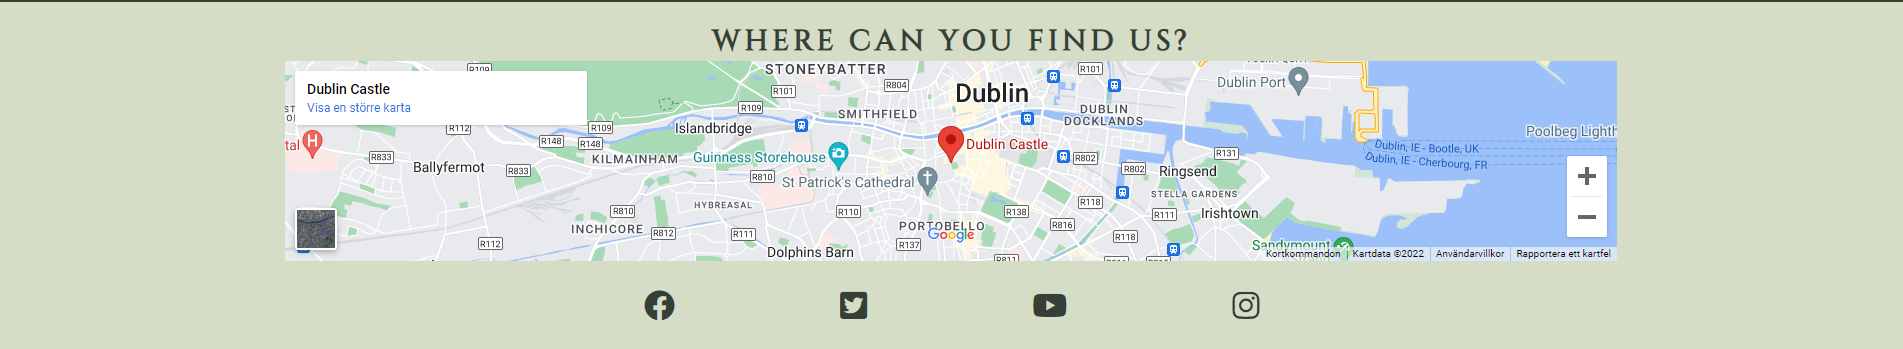 WHERE CAN YOU FIND US?
Dublin Castle
Visa en större karta
R109
STONEYBATTER
R101
R804
Dublin
R101
Dublin Port
R109
SMITHFIELD
DUBLIN
DOCKLANDS
R112
R109
Islandbridge
Poolbeg Lighth
R148
R148
Dublin Castle
Dublin, IE - Bootle, UK
Dublin, IE - Cherbourg, FR
R833
KILMAINHAM
Guinness Storehouse
R802
R131
Ballyfermot
R833
R810
St Patrick's Cathedral
R802
Ringsend
STELLA GARDENS
HYBREASAL
R118
R810
R110
R138
R111
Irishtown
INCHICORE
R812
R111
PORTOBELLO
R816
Google
R118
R112
R137
Sandymount
Dolphins Barn
R811
Kortkommandon
Kartdata ©2022
Användarvillkor
Rapportera ett kartfel